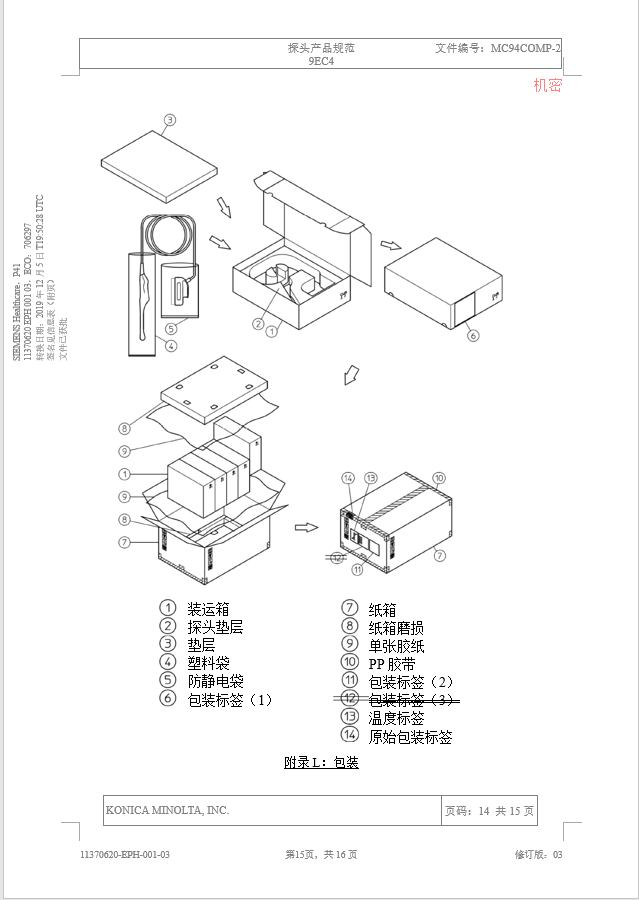 探头产品规范
9EC4
文件编号：MC94COMP-2
机密
SIEMENS Healthcare，P41
11370620 EPH 001 03，ECO：706297
转换日期：2019 年 12 月 5 日 T19:50:28 UTC
签名见信息表（附页）
文件已获批
3
5
4
2
1
6
8
9
1
9
8
7
14
13
10
12
11
7
PP
PP
① 装运箱
② 探头垫层
③ 垫层
④ 塑料袋
⑤ 防静电袋
⑥ 包装标签（1）
⑦ 纸箱
⑧ 纸箱磨损
⑨ 单张胶纸
⑩ PP 胶带
⑪ 包装标签（2）
⑫ 包装标签（3）
⑬ 温度标签
⑭ 原始包装标签
附录 L：包装
KONICA MINOLTA, INC.
页码：14 共 15 页
11370620-EPH-001-03
第15页，共 16 页
修订版：03